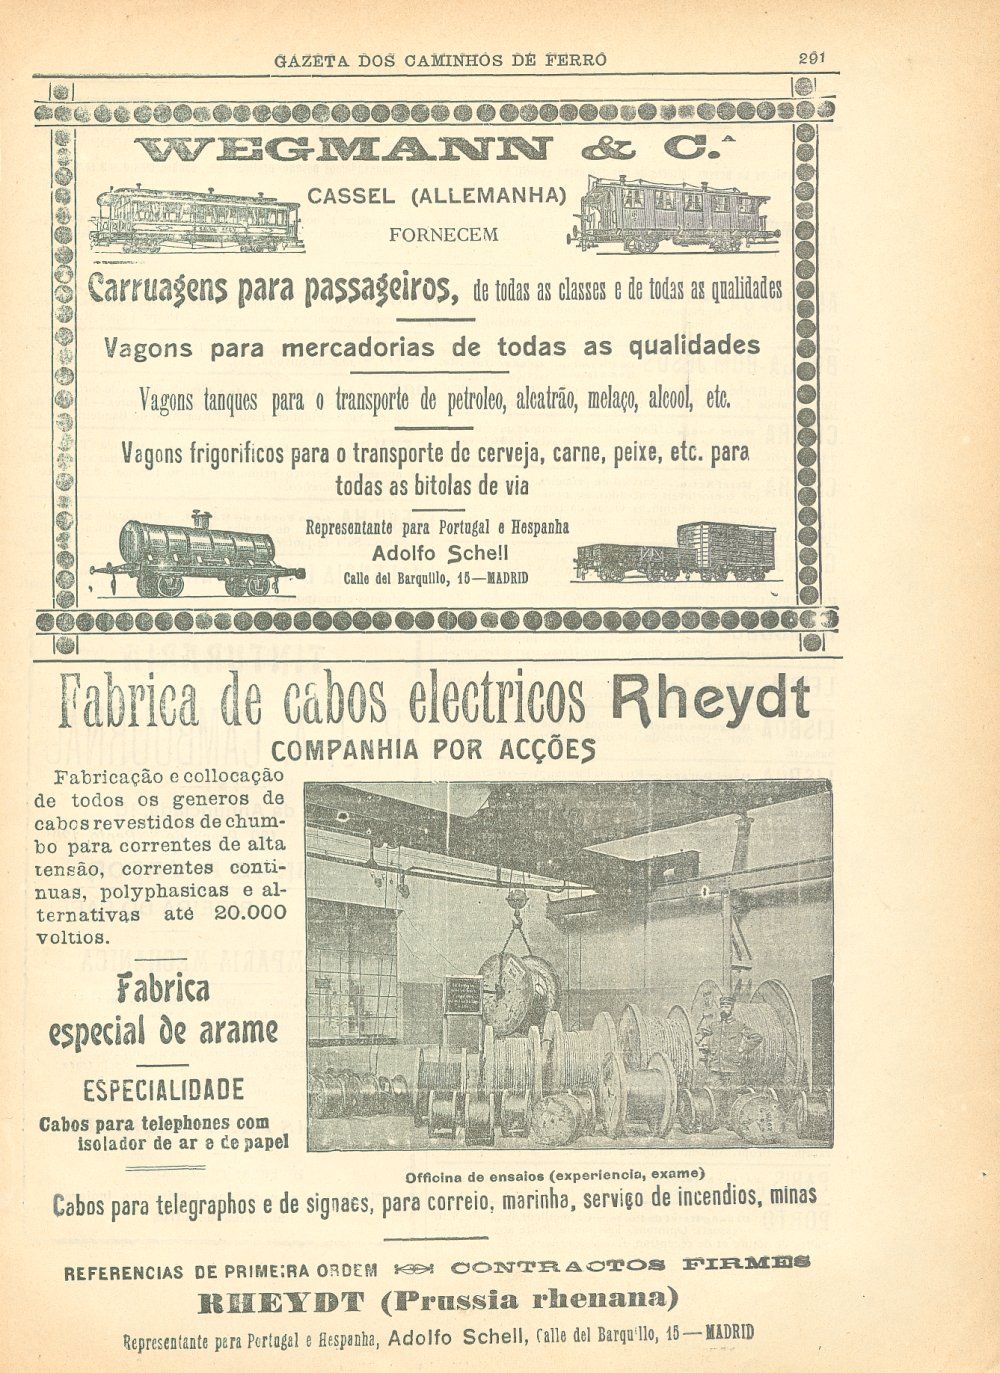 GAZETA DOS CAMINHOS DE FERRO 291
WEGMANN & C.ᴬ
CASSEL (ALLEMANHA)
FORNECEM
Carruagens para passageiros, de todas as classes e de todas as qualidades
Vagons para mercadorias de todas as qualidades
Vagons tanques para o transporte de petroleo, alcatrão, melaço, alcool, etc.
Vagons frigorificos para o transporte de cerveja, carne, peixe, etc. para
todas as bitolas de via
Representante para Portugal e Hespanha
Adolfo Schell
Calle del Barquillo, 15—MADRID
Fabrica de cabos electricos Rheydt
COMPANHIA POR ACÇÕES
Fabricação e collocação
de todos os generos de
cabos revestidos de chum-
bo para correntes de alta
tensão, correntes conti-
nuas, polyphasicas e al-
ternativas até 20.000
voltios.
Fabrica
especial de arame
ESPECIALIDADE
Cabos para telephones com
isolador de ar e de papel
Officina de ensaios (experiencia, exame)
Cabos para telegraphos e de signaes, para correio, marinha, serviço de incendios, minas
REFERENCIAS DE PRIMEIRA ORDEM CONTRACTOS FIRMES
RHEYDT (Prussia rhenana)
Representante para Portugal e Hespanha, Adolfo Schell, Calle del Barquillo, 15—MADRID